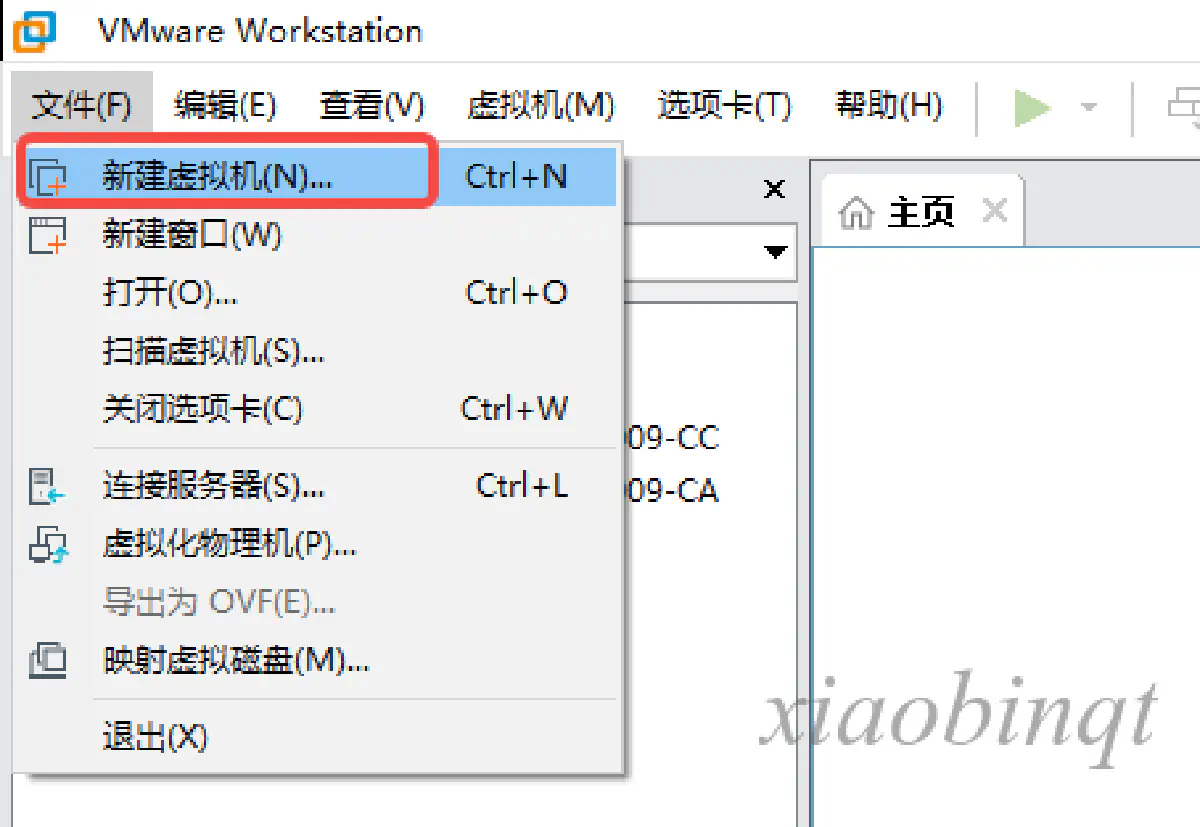 VMware Workstation
文件(F) 编辑(E) 查看(V) 虚拟机(M) 选项卡(T) 帮助(H)
新建虚拟机(N)... Ctrl+N
主页
新建窗口(W)
打开(O)... Ctrl+O
扫描虚拟机(S)...
关闭选项卡(C) Ctrl+W
09-CC
连接服务器(S)... Ctrl+L
09-CA
虚拟化物理机(P)...
导出为 OVF(E)...
映射虚拟磁盘(M)...
退出(X)
xiaobinqt